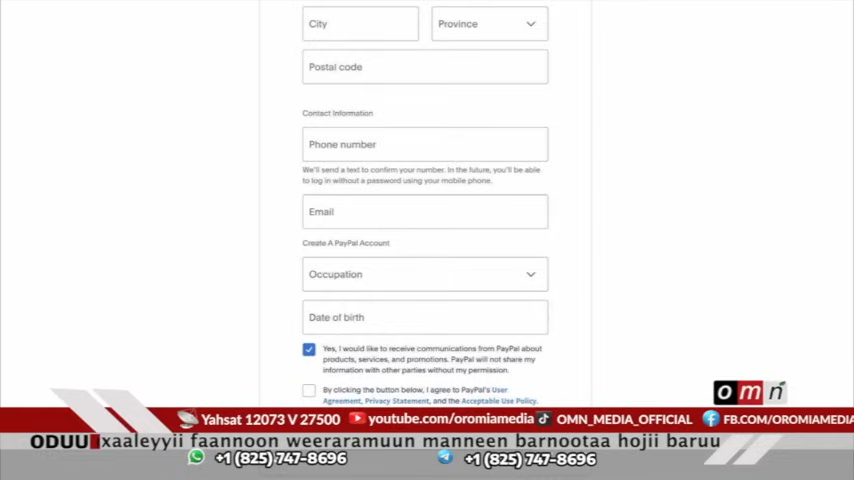 City
Province
Postal code
Contact Information
Phone number
We'll send a text to confirm your number. In the future, you'll be able
to log in without a password using your mobile phone.
Email
Create A PayPal Account
Occupation
Date of birth
Yes, I would like to receive communications from PayPal about
products, services, and promotions. PayPal will not share my
information with other parties without my permission.
By clicking the button below, I agree to PayPal's User
Agreement, Privacy Statement, and the Acceptable Use Policy.
omn
Yahsat 12073 V 27500 youtube.com/oromiamedia OMN_MEDIA_OFFICIAL FB.COM/OROMIAMEDIA
ODUU xaaleyyii faannoon weeraramuun manneen barnootaa hojii baruu
+1 (825) 747-8696 +1 (825) 747-8696